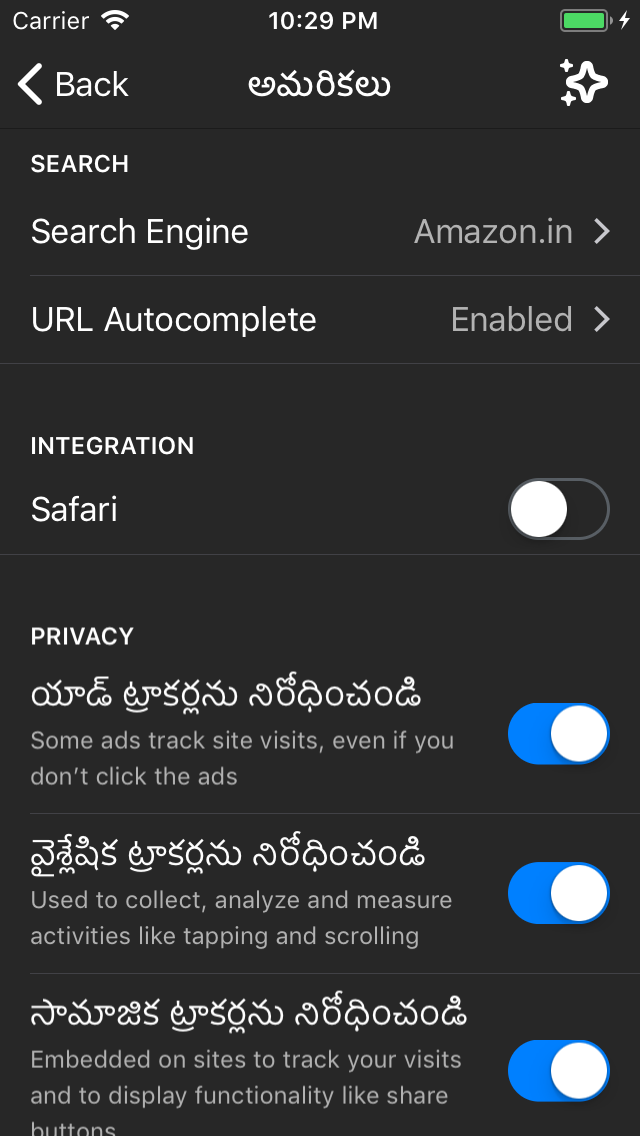 Carrier 10:29 PM
Back అమరికలు
SEARCH
Search Engine Amazon.in
URL Autocomplete Enabled
INTEGRATION
Safari
PRIVACY
యాడ్ ట్రాకర్లను నిరోధించండి
Some ads track site visits, even if you
don’t click the ads
వైశ్లేషిక ట్రాకర్లను నిరోధించండి
Used to collect, analyze and measure
activities like tapping and scrolling
సామాజిక ట్రాకర్లను నిరోధించండి
Embedded on sites to track your visits
and to display functionality like share
buttons